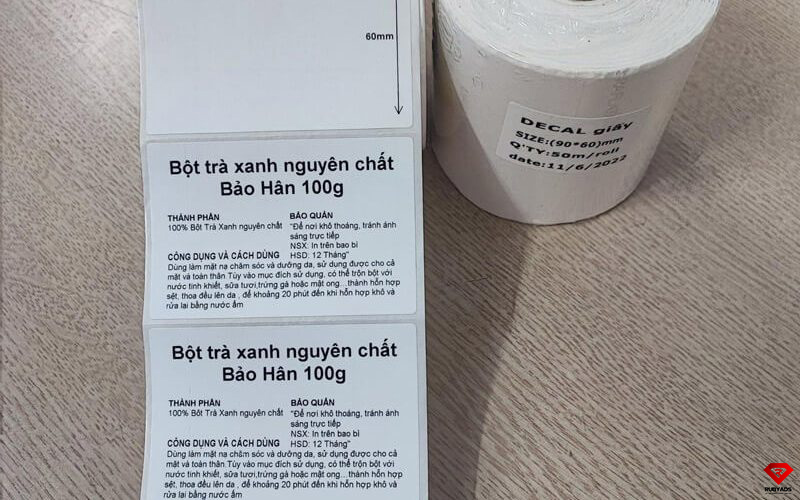 60mm
DECAL giấy
SIZE:(90*60)mm
Q'TY:50m/roll
date:11/6/2022
Bột trà xanh nguyên chất
Bảo Hân 100g
THÀNH PHẦN
100% Bột Trà Xanh nguyên chất
BẢO QUẢN
"Để nơi khô thoáng, tránh ánh
sáng trực tiếp
NSX: In trên bao bì
HSD: 12 Tháng"
CÔNG DỤNG VÀ CÁCH DÙNG
Dùng làm mặt nạ chăm sóc và dưỡng da, sử dụng được cho cả
mặt và toàn thân.Tùy vào mục đích sử dụng, có thể trộn bột với
nước tinh khiết, sữa tươi,trứng gà hoặc mật ong…thành hỗn hợp
sệt, thoa đều lên da , để khoảng 20 phút đến khi hỗn hợp khô và
rửa lại bằng nước ấm
Bột trà xanh nguyên chất
Bảo Hân 100g
THÀNH PHẦN
100% Bột Trà Xanh nguyên chất
BẢO QUẢN
"Để nơi khô thoáng, tránh ánh
sáng trực tiếp
NSX: In trên bao bì
HSD: 12 Tháng"
CÔNG DỤNG VÀ CÁCH DÙNG
Dùng làm mặt nạ chăm sóc và dưỡng da, sử dụng được cho cả
mặt và toàn thân.Tùy vào mục đích sử dụng, có thể trộn bột với
nước tinh khiết, sữa tươi,trứng gà hoặc mật ong…thành hỗn hợp
sệt, thoa đều lên da , để khoảng 20 phút đến khi hỗn hợp khô và
rửa lại bằng nước ấm
RUBYADS